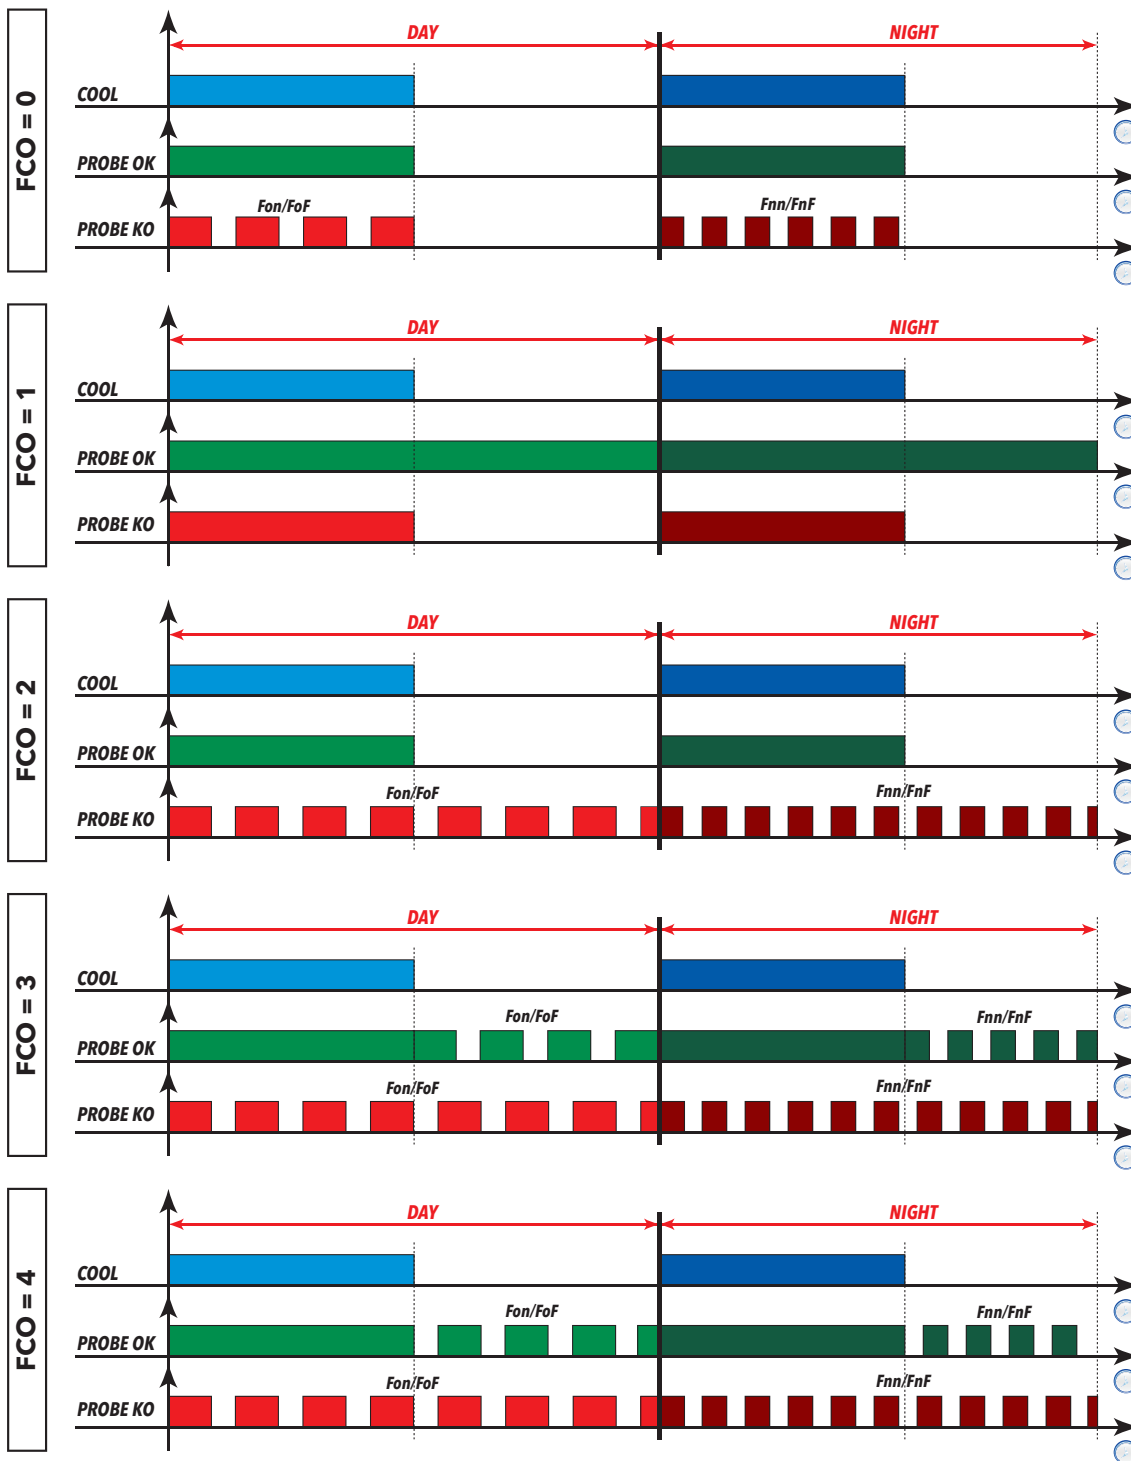 FCO = 0
DAY NIGHT
COOL
PROBE OK
Fon/FoF Fnn/FnF
PROBE KO
FCO = 1
DAY NIGHT
COOL
PROBE OK
PROBE KO
FCO = 2
DAY NIGHT
COOL
PROBE OK
Fon/FoF Fnn/FnF
PROBE KO
FCO = 3
DAY NIGHT
COOL
Fon/FoF Fnn/FnF
PROBE OK
Fon/FoF Fnn/FnF
PROBE KO
FCO = 4
DAY NIGHT
COOL
Fon/FoF Fnn/FnF
PROBE OK
Fon/FoF Fnn/FnF
PROBE KO